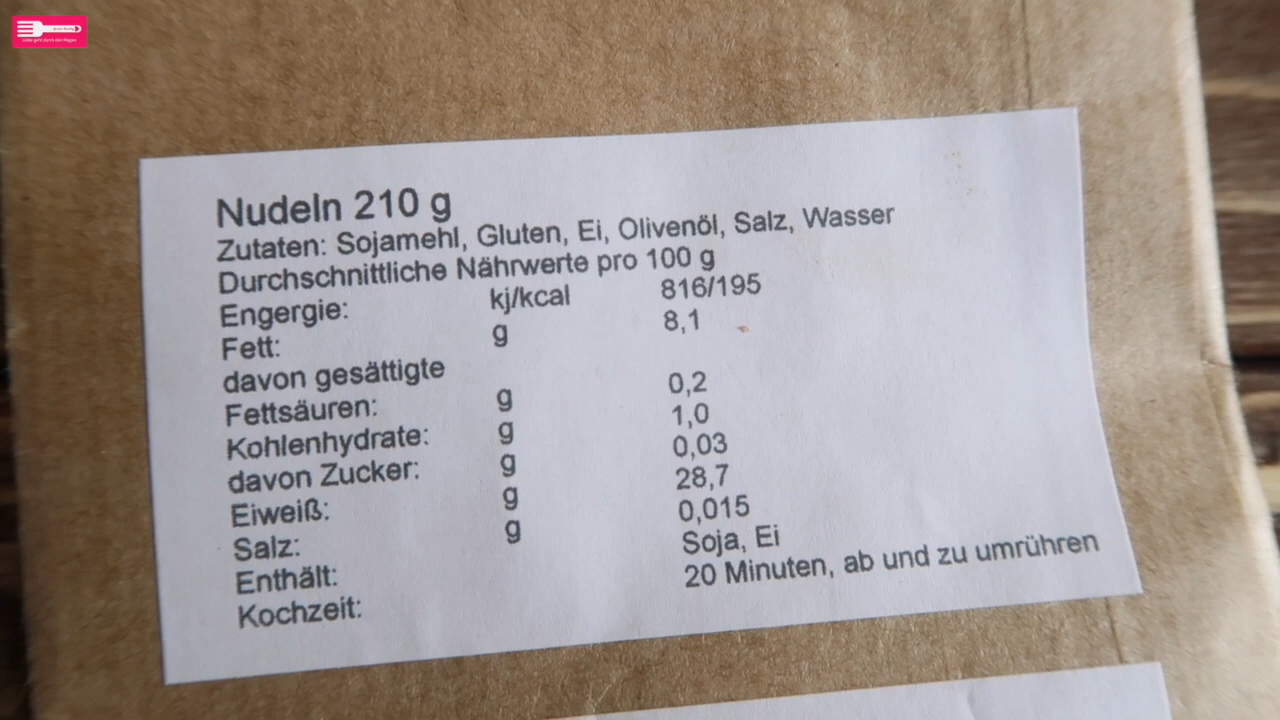 Nudeln 210 g
Zutaten: Sojamehl, Gluten, Ei, Olivenöl, Salz, Wasser
Durchschnittliche Nährwerte pro 100 g
Engergie: kj/kcal 816/195
Fett: g 8,1
davon gesättigte
Fettsäuren: g 0,2
Kohlenhydrate: g 1,0
davon Zucker: g 0,03
Eiweiß: g 28,7
Salz: g 0,015
Enthält: Soja, Ei
Kochzeit: 20 Minuten, ab und zu umrühren